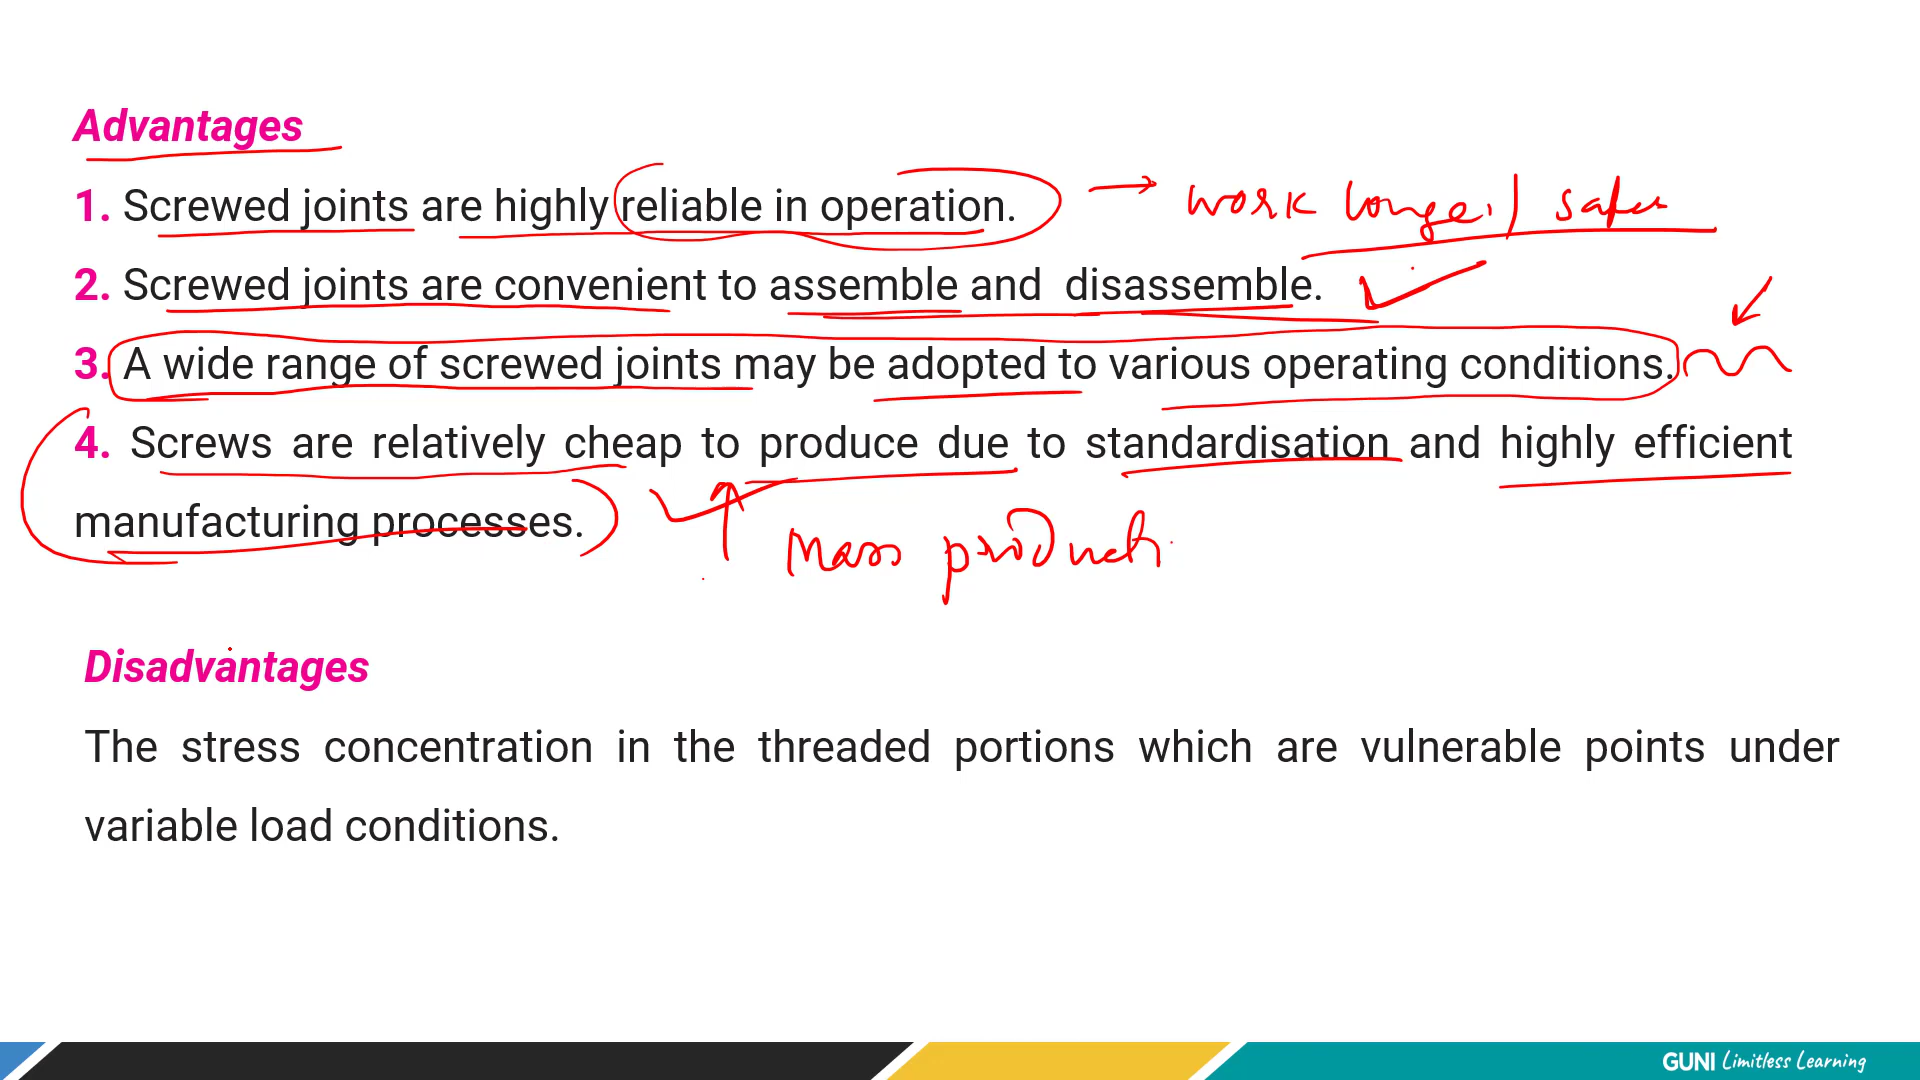 Advantages
1. Screwed joints are highly reliable in operation. → work longer / safer
2. Screwed joints are convenient to assemble and disassemble.
3. A wide range of screwed joints may be adopted to various operating conditions.
4. Screws are relatively cheap to produce due to standardisation and highly efficient
manufacturing processes.
mass producti
Disadvantages
The stress concentration in the threaded portions which are vulnerable points under
variable load conditions.
GUNI Limitless Learning